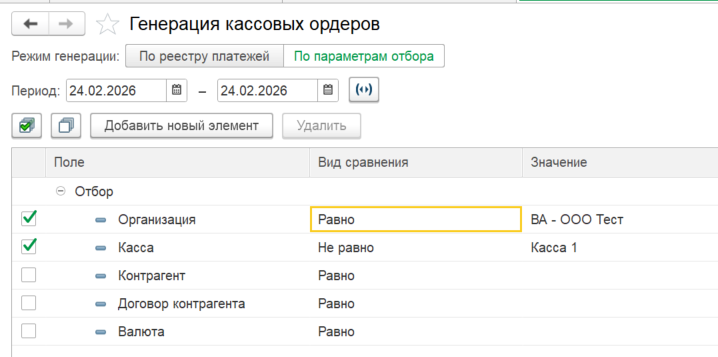 Генерация кассовых ордеров
Режим генерации: По реестру платежей По параметрам отбора
Период: 24.02.2026 – 24.02.2026
Добавить новый элемент Удалить
Поле Вид сравнения Значение
Отбор
Организация Равно ВА - ООО Тест
Касса Не равно Касса 1
Контрагент Равно
Договор контрагента Равно
Валюта Равно